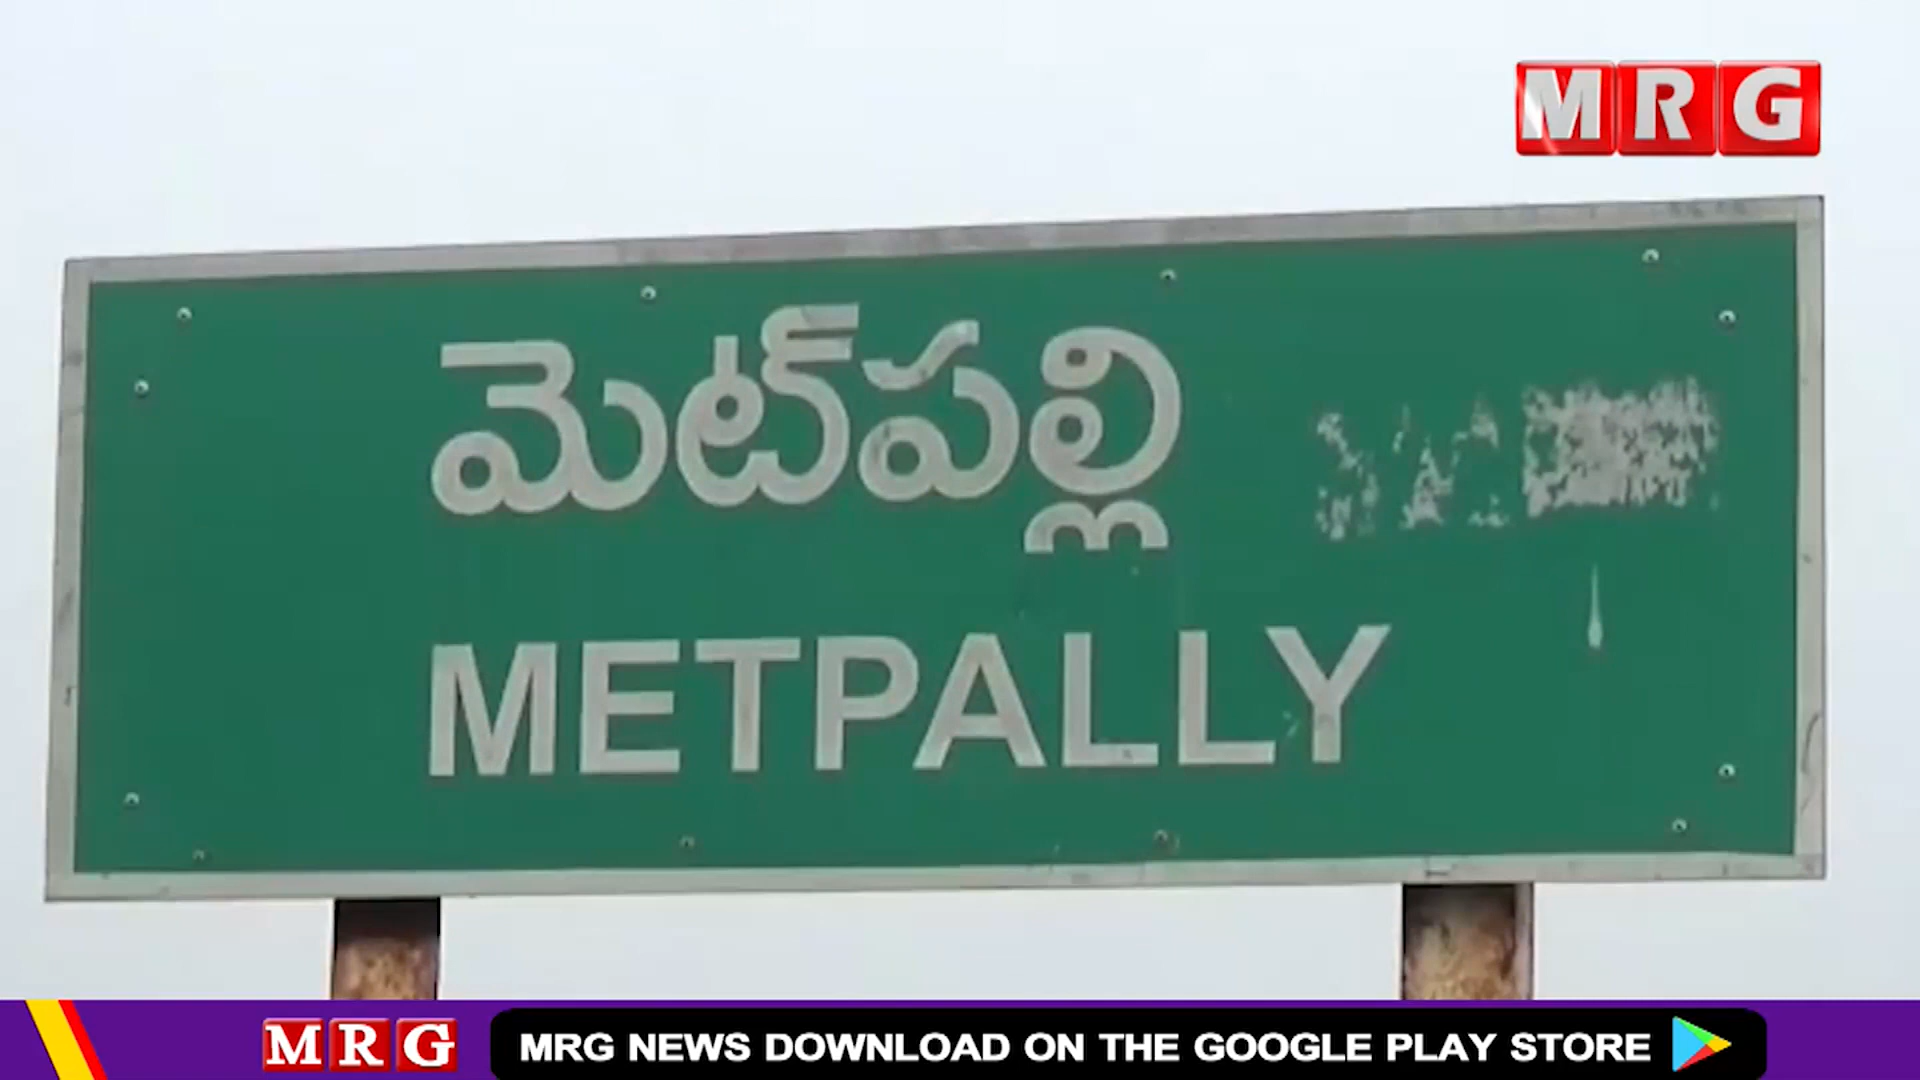 MRG
మెట్‌పల్లి
METPALLY
MRG MRG NEWS DOWNLOAD ON THE GOOGLE PLAY STORE